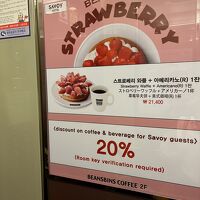 SAVOY
BE
STRAWBERRY
스트로베리 와플 + 아메리카노(R) 1잔
Strawberry Waffle + Americano(R) 1
ストロベリーワッフル+アメリカーノ1杯
₩ 21,400
(discount on coffee & beverage for Savoy guests)
20%
(Room key verification required)
BEANSBINS COFFEE 2F